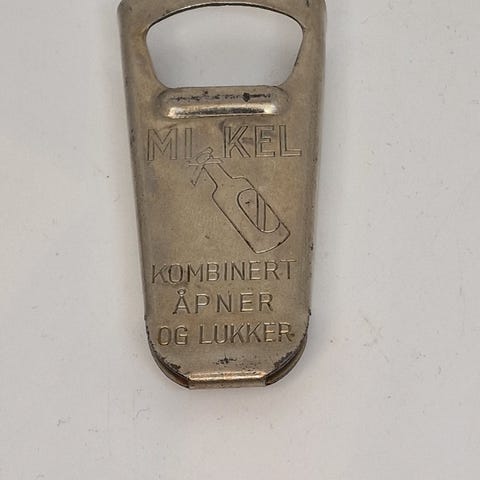 MI KEL
KOMBINERT
ÅPNER
OG LUKKER